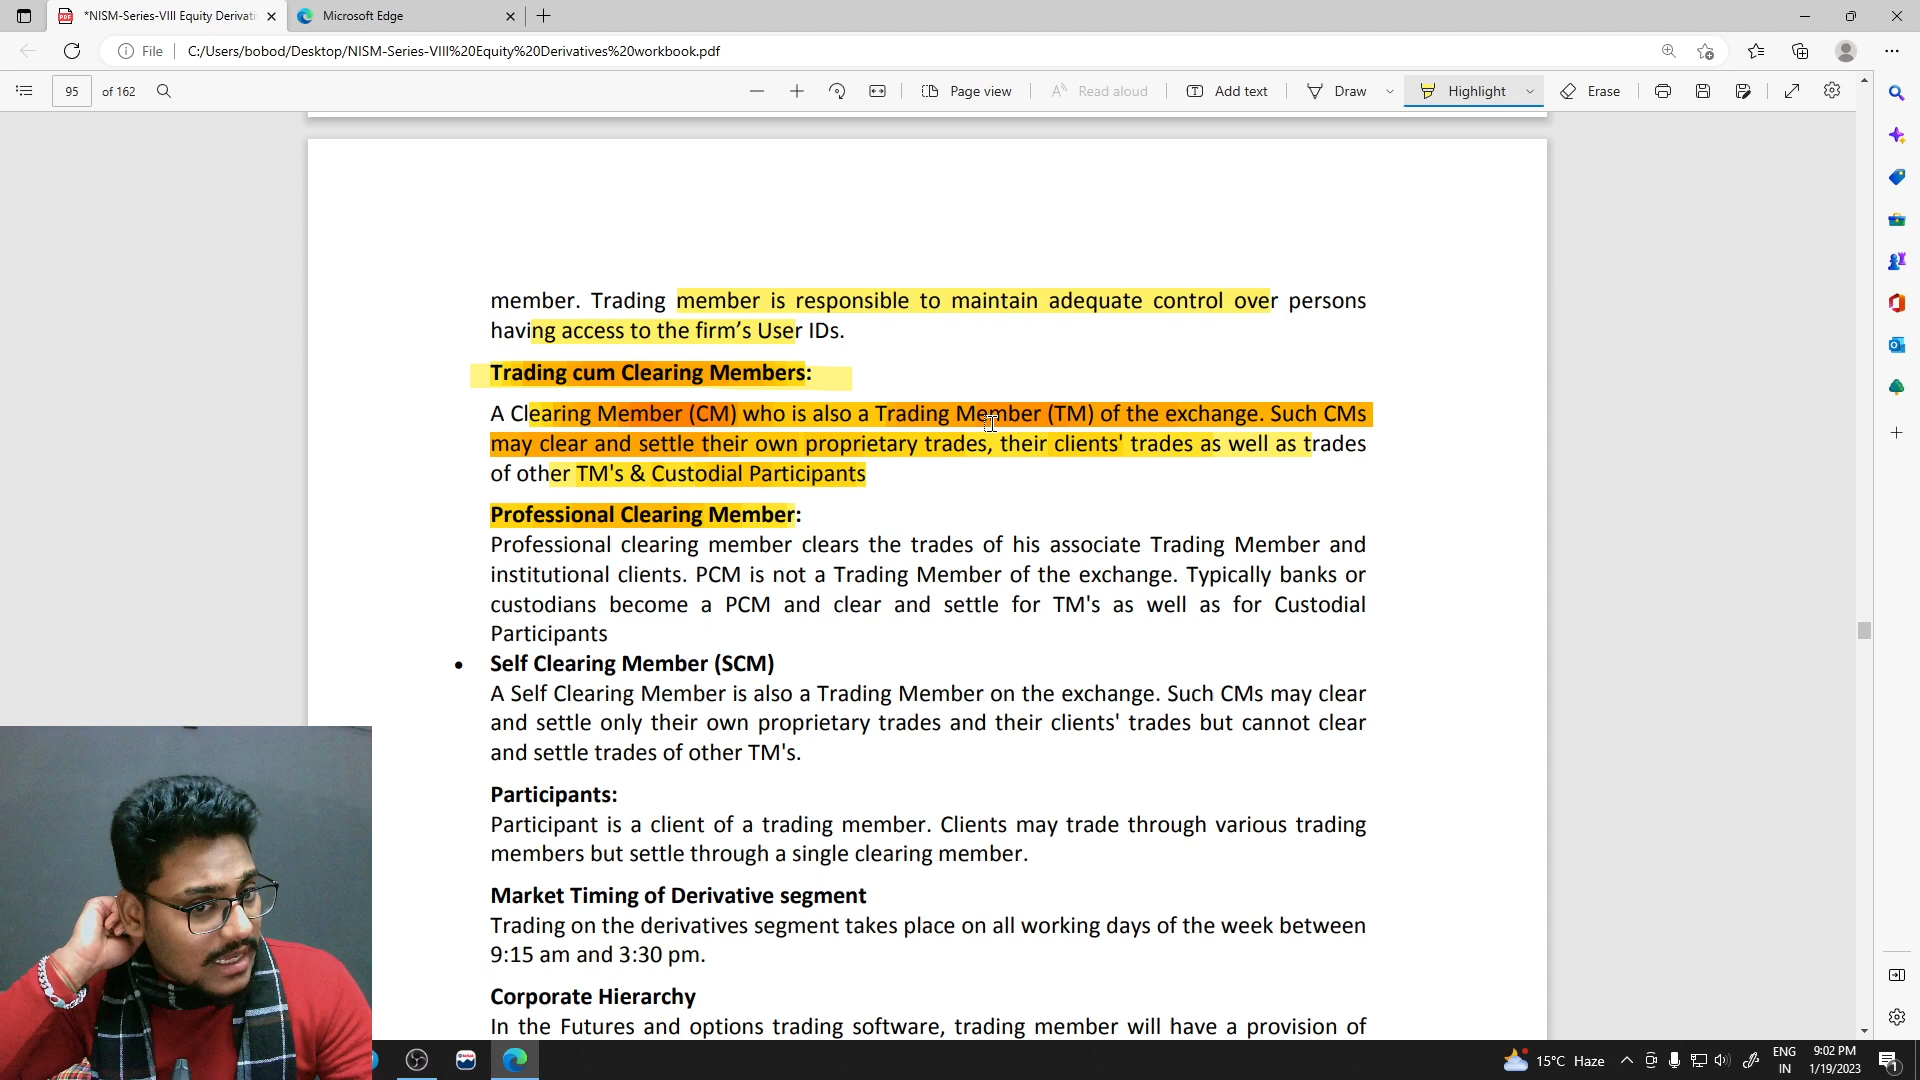 *NISM-Series-VIII Equity Derivati
Microsoft Edge
File
C:/Users/bobod/Desktop/NISM-Series-VIII%20Equity%20Derivatives%20workbook.pdf
95
of 162
Page view
Read aloud
Add text
Draw
Highlight
Erase
member. Trading member is responsible to maintain adequate control over persons
having access to the firm’s User IDs.
Trading cum Clearing Members:
A Clearing Member (CM) who is also a Trading Member (TM) of the exchange. Such CMs
may clear and settle their own proprietary trades, their clients' trades as well as trades
of other TM's & Custodial Participants
Professional Clearing Member:
Professional clearing member clears the trades of his associate Trading Member and
institutional clients. PCM is not a Trading Member of the exchange. Typically banks or
custodians become a PCM and clear and settle for TM's as well as for Custodial
Participants
• Self Clearing Member (SCM)
A Self Clearing Member is also a Trading Member on the exchange. Such CMs may clear
and settle only their own proprietary trades and their clients' trades but cannot clear
and settle trades of other TM's.
Participants:
Participant is a client of a trading member. Clients may trade through various trading
members but settle through a single clearing member.
Market Timing of Derivative segment
Trading on the derivatives segment takes place on all working days of the week between
9:15 am and 3:30 pm.
Corporate Hierarchy
In the Futures and options trading software, trading member will have a provision of
15°C Haze
ENG
IN
9:02 PM
1/19/2023
1